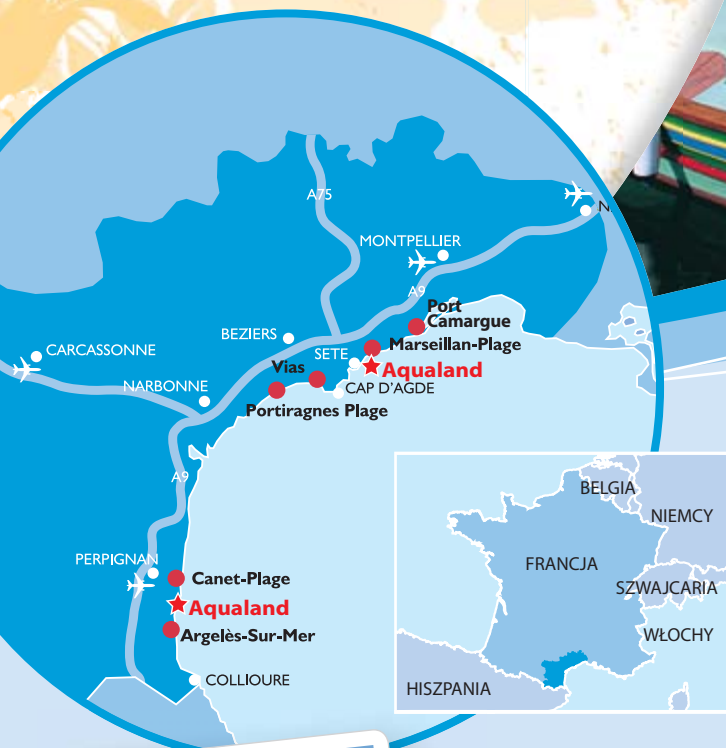 A75
N
MONTPELLIER
A9
Port
Camargue
BEZIERS
Marseillan-Plage
CARCASSONNE
SETE
Aqualand
Vias
NARBONNE
CAP D'AGDE
Portiragnes Plage
A9
PERPIGNAN
Canet-Plage
Aqualand
Argelès-Sur-Mer
COLLIOURE
BELGIA
NIEMCY
FRANCJA
SZWAJCARIA
WŁOCHY
HISZPANIA